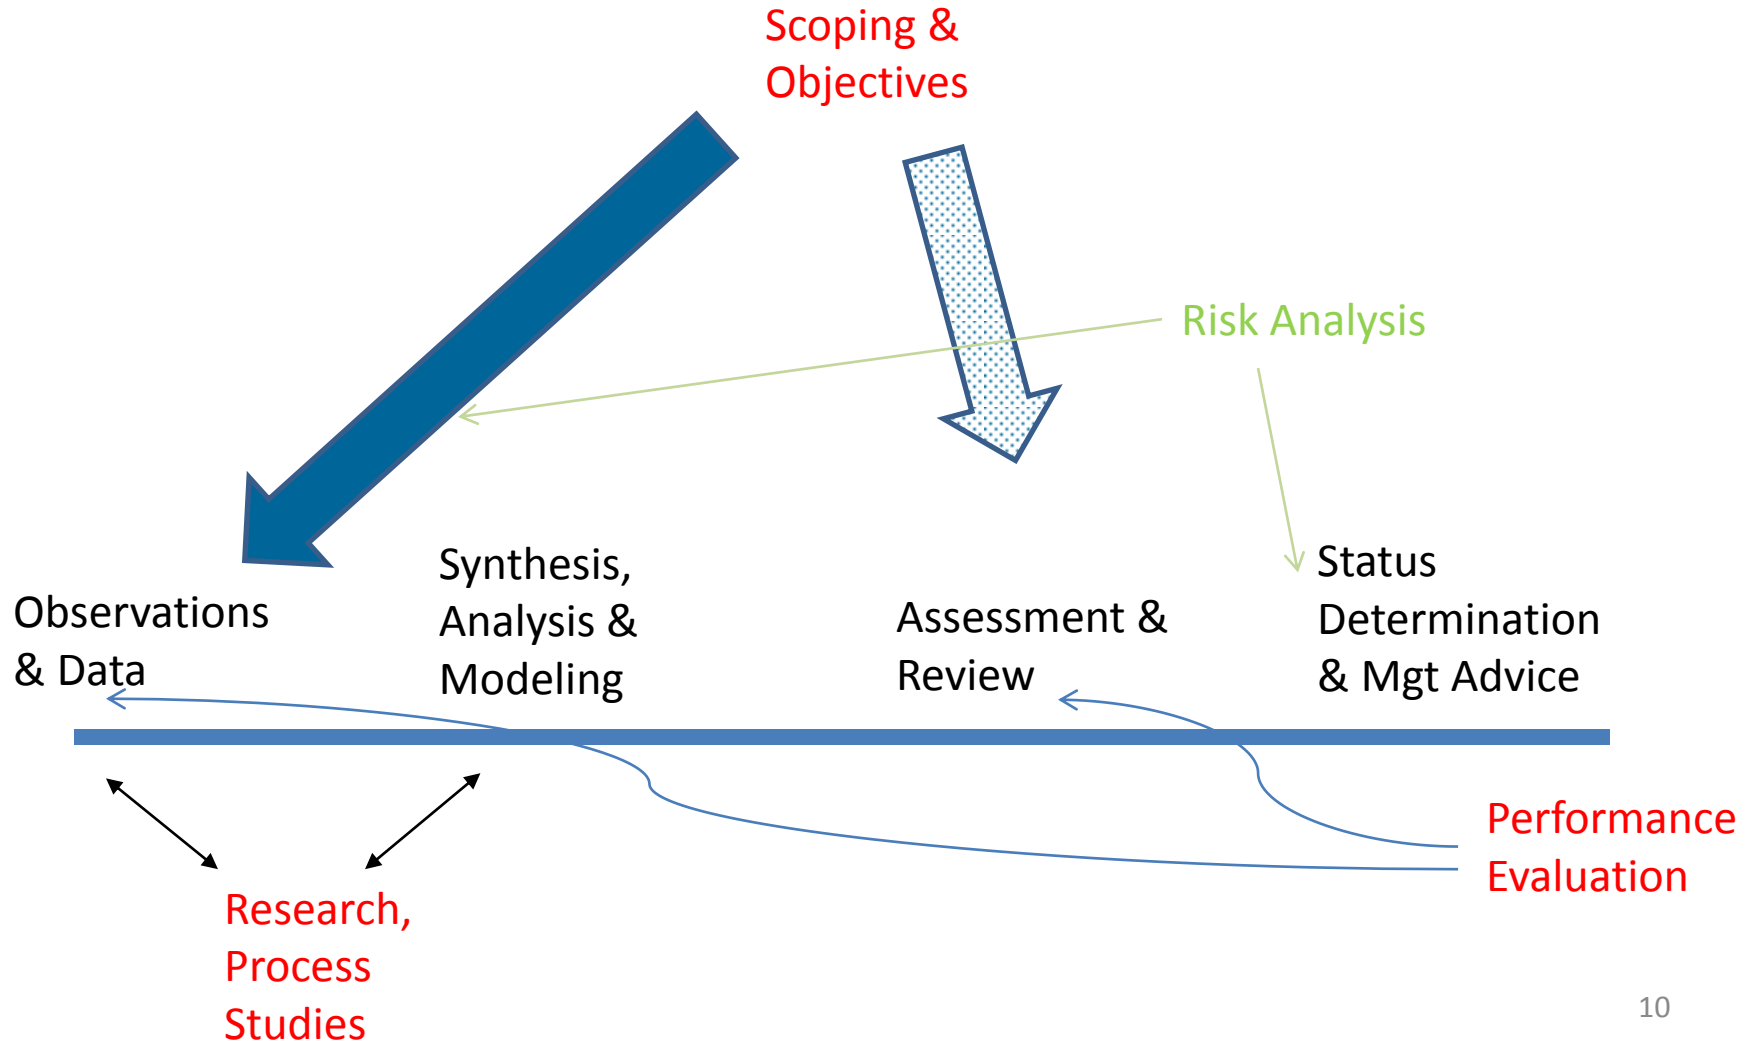 Scoping &
Objectives
Risk Analysis
Observations
& Data
Synthesis,
Analysis &
Modeling
Assessment &
Review
Status
Determination
& Mgt Advice
Performance
Evaluation
Research,
Process
Studies
10